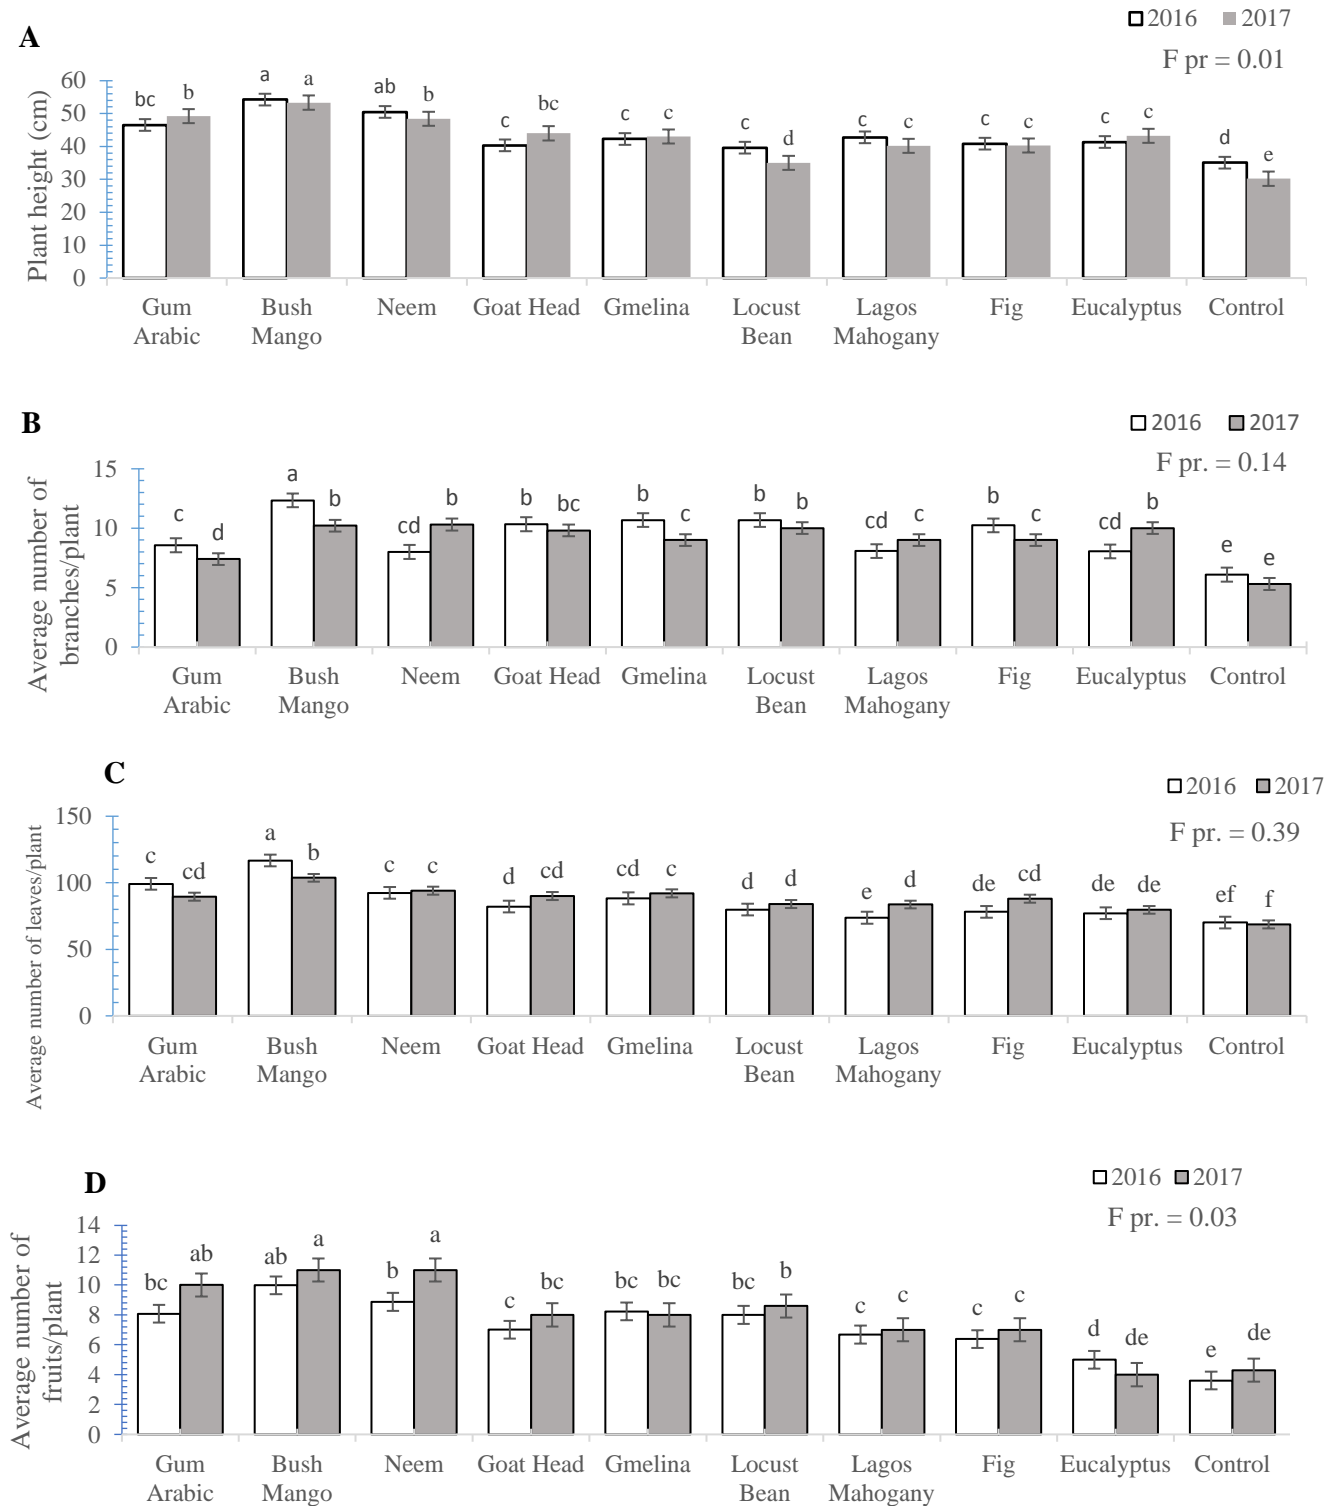 A
2016 2017
F pr = 0.01
Plant height (cm)
60
50
40
30
20
10
0
bc b a a ab b c bc c c c d c c c c c c d e
Gum Arabic
Bush Mango
Neem
Goat Head
Gmelina
Locust Bean
Lagos Mahogany
Fig
Eucalyptus
Control
B
2016 2017
F pr. = 0.14
Average number of
branches/plant
15
10
5
0
c d a b cd b b bc b c b b cd c b c cd b e e
Gum Arabic
Bush Mango
Neem
Goat Head
Gmelina
Locust Bean
Lagos Mahogany
Fig
Eucalyptus
Control
C
2016 2017
F pr. = 0.39
Average number of leaves/plant
150
100
50
0
c cd a b c c d cd cd c d d e d de cd de de ef f
Gum Arabic
Bush Mango
Neem
Goat Head
Gmelina
Locust Bean
Lagos Mahogany
Fig
Eucalyptus
Control
D
2016 2017
F pr. = 0.03
Average number of
fruits/plant
14
12
10
8
6
4
2
0
bc ab ab a b a c bc bc bc bc b c c c c d de e de
Gum Arabic
Bush Mango
Neem
Goat Head
Gmelina
Locust Bean
Lagos Mahogany
Fig
Eucalyptus
Control